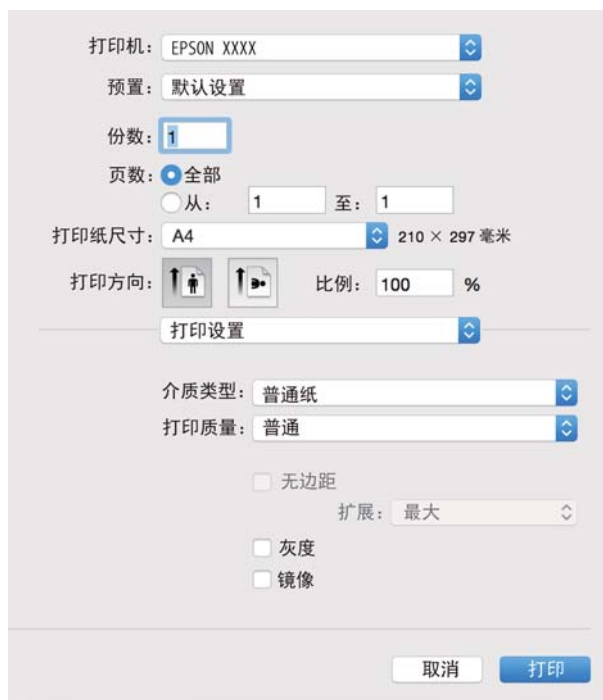 打印机： EPSON XXXX
预置： 默认设置
份数： 1
页数： 全部
从： 1 至： 1
打印纸尺寸： A4 210 × 297 毫米
打印方向： 比例： 100 %
打印设置
介质类型： 普通纸
打印质量： 普通
无边距
扩展： 最大
灰度
镜像
取消 打印